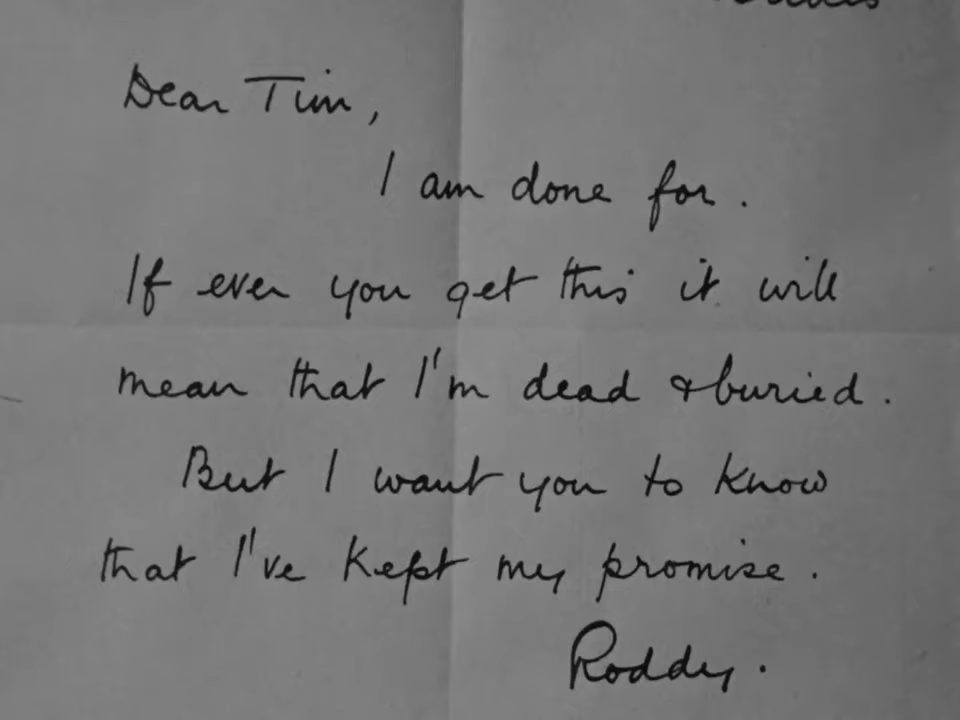 Dear Tim,
I am done for.
If ever you get this it will
mean that I'm dead & buried.
But I want you to know
that I've kept my promise.
Roddy.